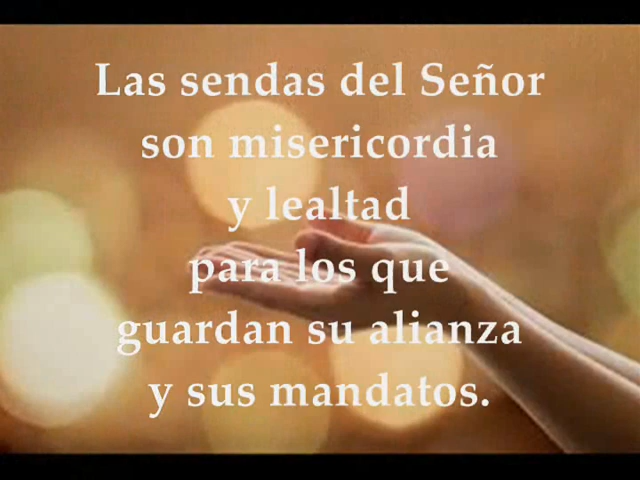 Las sendas del Señor
son misericordia
y lealtad
para los que
guardan su alianza
y sus mandatos.